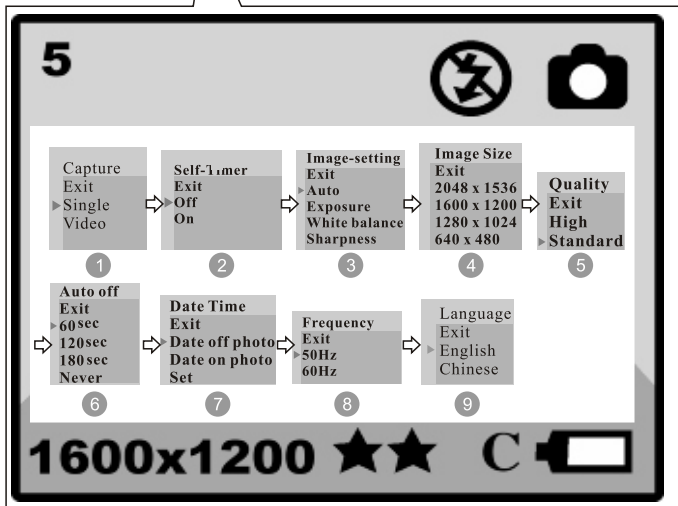 5
Capture
Exit
Single
Video
1
Self-Timer
Exit
Off
On
2
Image-setting
Exit
Auto
Exposure
White balance
Sharpness
3
Image Size
Exit
2048 x 1536
1600 x 1200
1280 x 1024
640 x 480
4
Quality
Exit
High
Standard
5
Auto off
Exit
60sec
120sec
180sec
Never
6
Date Time
Exit
Date off photo
Date on photo
Set
7
Frequency
Exit
50Hz
60Hz
8
Language
Exit
English
Chinese
9
1600x1200 ★★ C